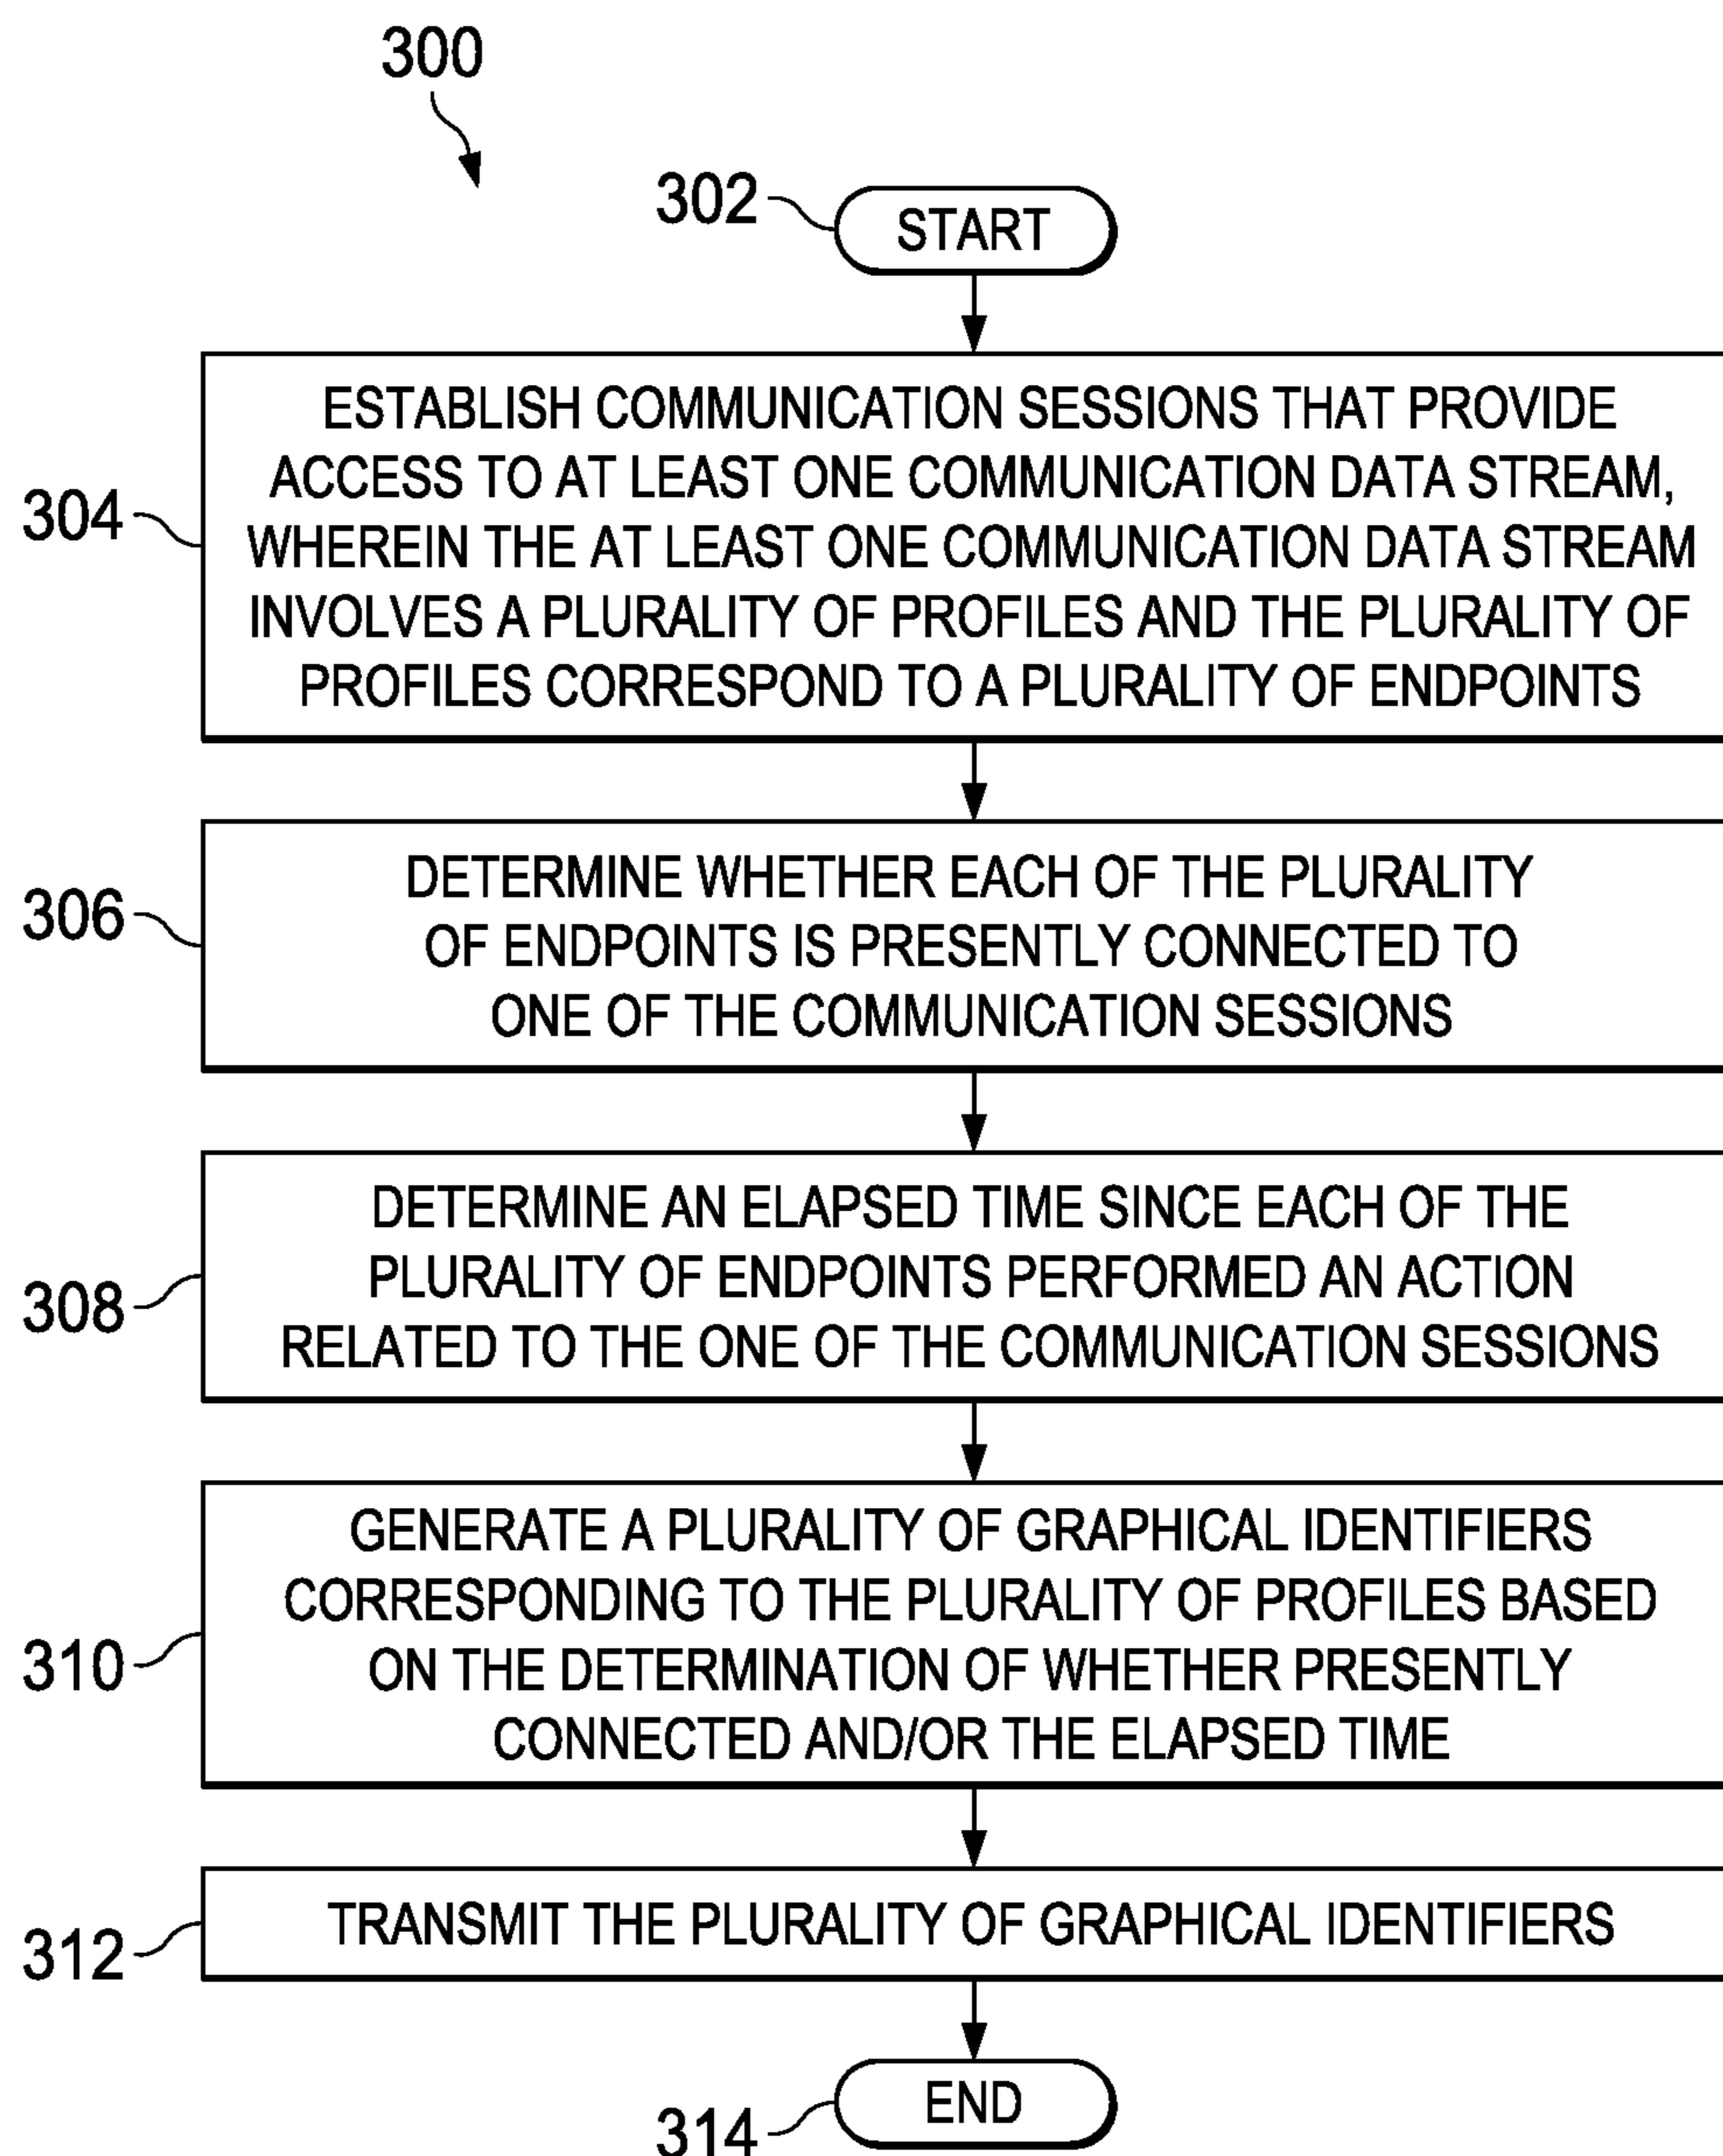 300
302
START
304
ESTABLISH COMMUNICATION SESSIONS THAT PROVIDE
ACCESS TO AT LEAST ONE COMMUNICATION DATA STREAM,
WHEREIN THE AT LEAST ONE COMMUNICATION DATA STREAM
INVOLVES A PLURALITY OF PROFILES AND THE PLURALITY OF
PROFILES CORRESPOND TO A PLURALITY OF ENDPOINTS
306
DETERMINE WHETHER EACH OF THE PLURALITY
OF ENDPOINTS IS PRESENTLY CONNECTED TO
ONE OF THE COMMUNICATION SESSIONS
308
DETERMINE AN ELAPSED TIME SINCE EACH OF THE
PLURALITY OF ENDPOINTS PERFORMED AN ACTION
RELATED TO THE ONE OF THE COMMUNICATION SESSIONS
310
GENERATE A PLURALITY OF GRAPHICAL IDENTIFIERS
CORRESPONDING TO THE PLURALITY OF PROFILES BASED
ON THE DETERMINATION OF WHETHER PRESENTLY
CONNECTED AND/OR THE ELAPSED TIME
312
TRANSMIT THE PLURALITY OF GRAPHICAL IDENTIFIERS
314
END